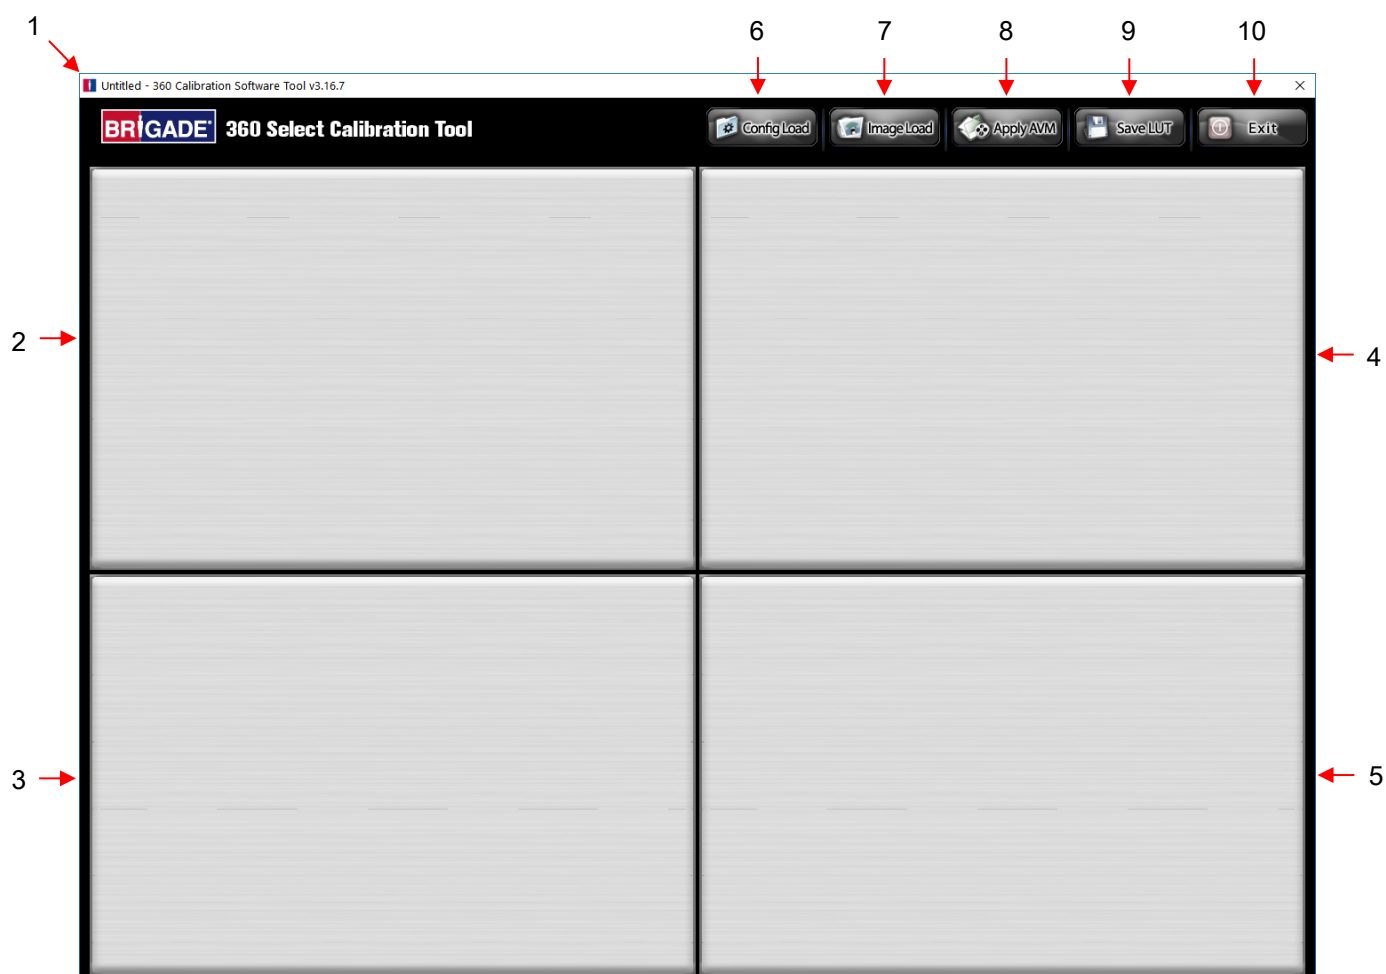 1
6 7 8 9 10
Untitled - 360 Calibration Software Tool v3.16.7
BRIGADE 360 Select Calibration Tool
Config Load Image Load Apply AVM Save LUT Exit
2
4
3
5